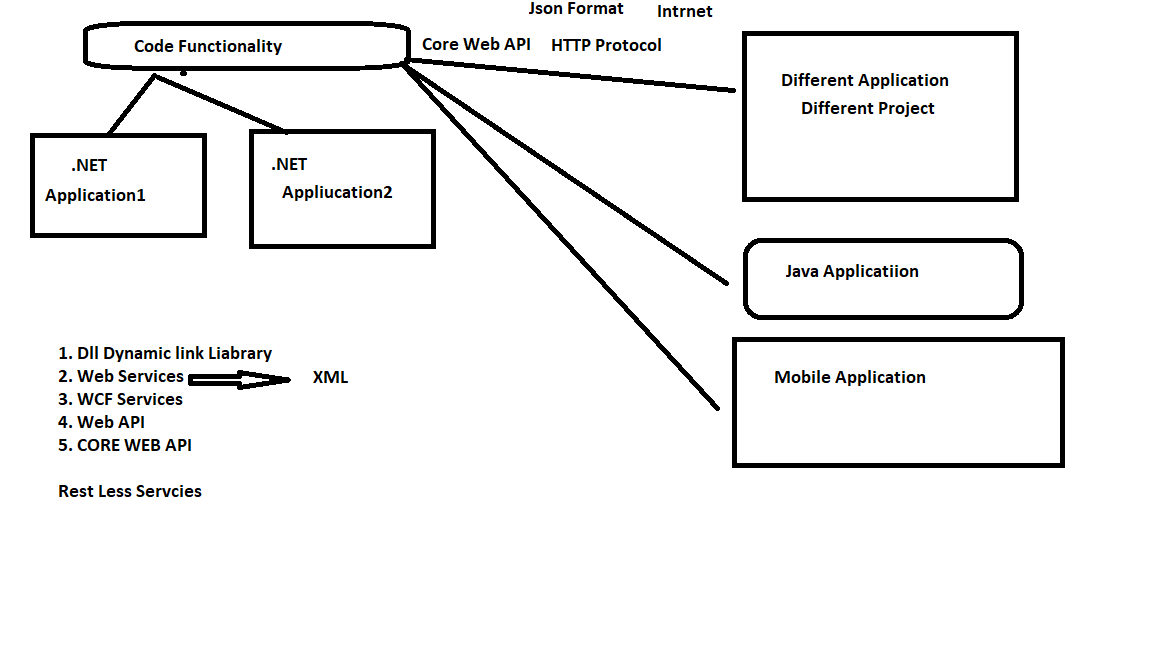 Json Format
Intrnet
Code Functionality
Core Web API
HTTP Protocol
Different Application
Different Project
.NET
Application1
.NET
Appliucation2
Java Applicatiion
Mobile Application
1. Dll Dynamic link Liabrary
2. Web Services
XML
3. WCF Services
4. Web API
5. CORE WEB API
Rest Less Servcies